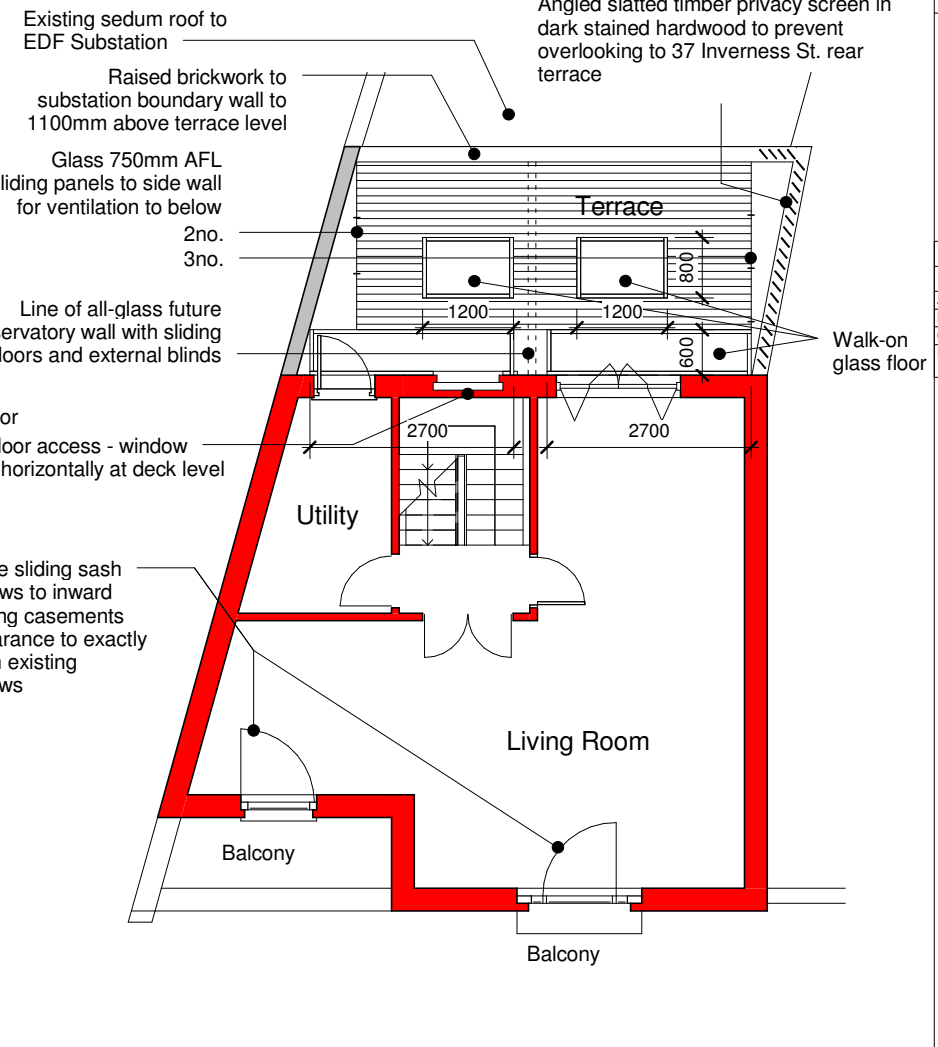 Existing sedum roof to
EDF Substation
Angled slatted timber privacy screen in
dark stained hardwood to prevent
overlooking to 37 Inverness St. rear
terrace
Raised brickwork to
substation boundary wall to
1100mm above terrace level
Glass 750mm AFL
liding panels to side wall
for ventilation to below
2no.
3no.
Terrace
800
1200
1200
600
Line of all-glass future
servatory wall with sliding
doors and external blinds
Walk-on
glass floor
or
loor access - window
horizontally at deck level
2700
2700
Utility
e sliding sash
ws to inward
ng casements
arance to exactly
existing
ws
Living Room
Balcony
Balcony